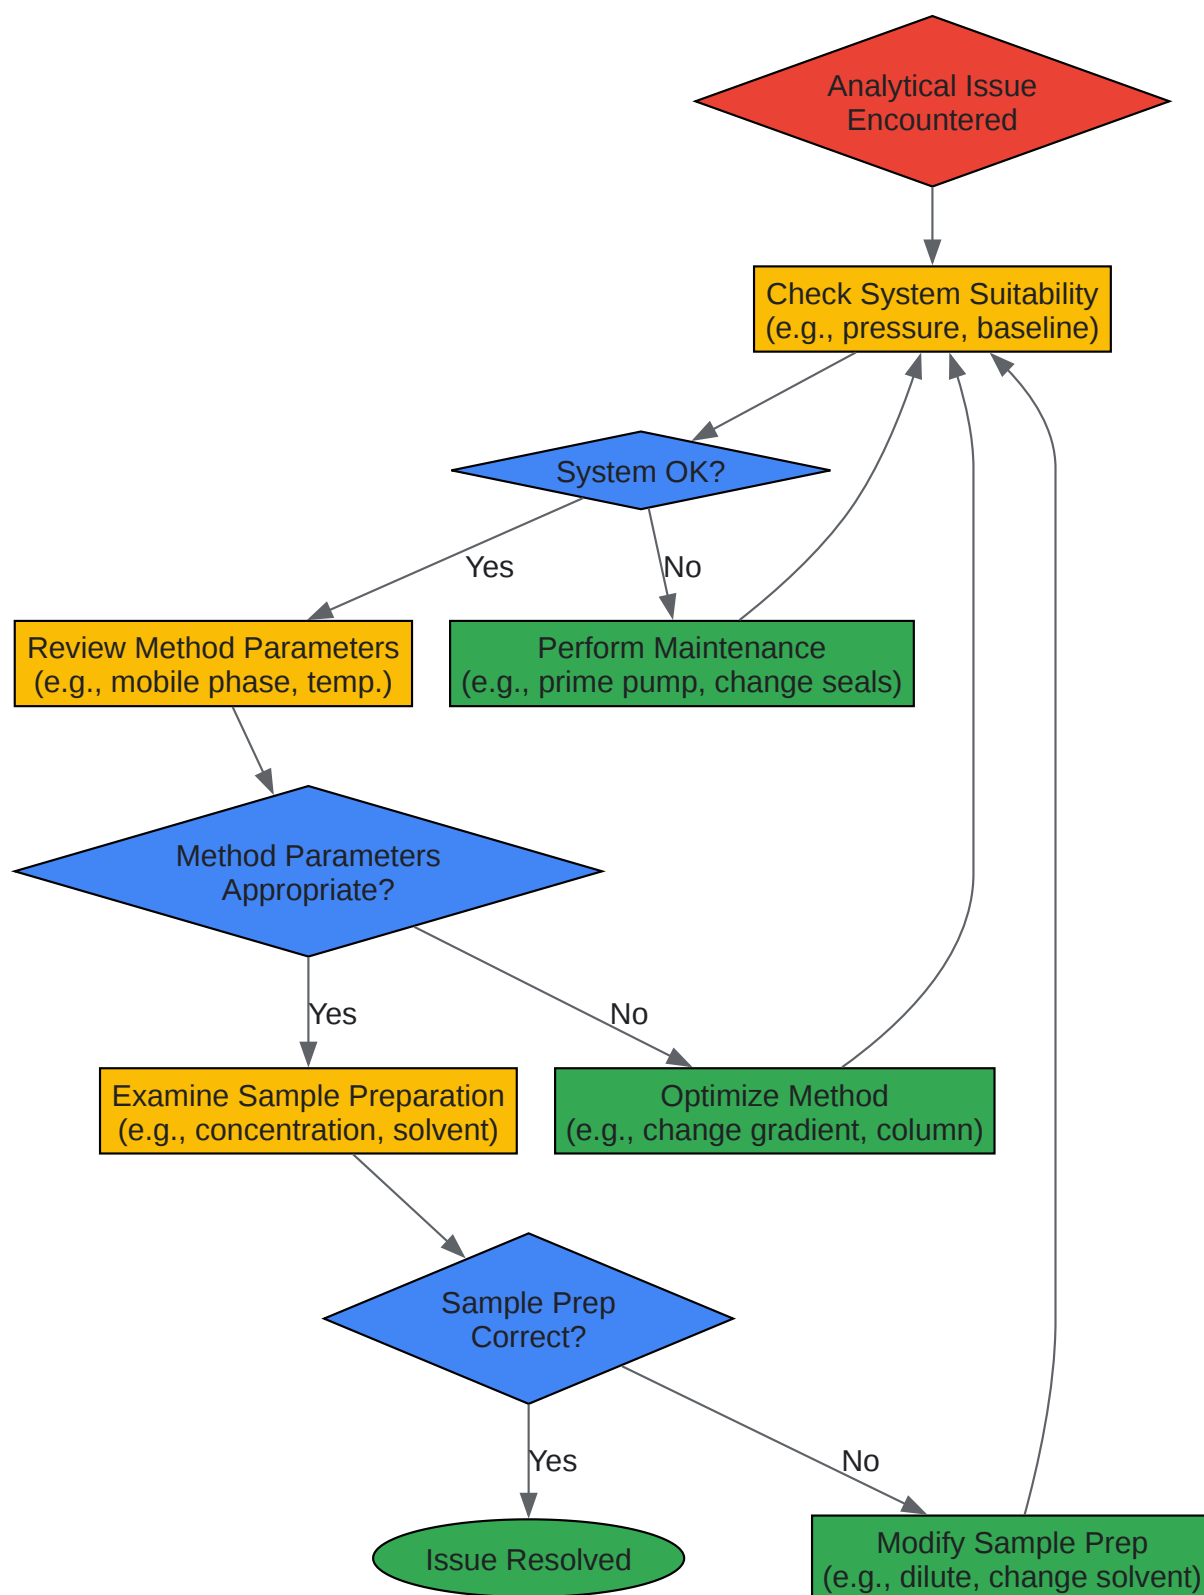 Analytical Issue
Encountered
Check System Suitability
(e.g., pressure, baseline)
System OK?
Yes
No
Review Method Parameters
(e.g., mobile phase, temp.)
Perform Maintenance
(e.g., prime pump, change seals)
Method Parameters
Appropriate?
Yes
No
Examine Sample Preparation
(e.g., concentration, solvent)
Optimize Method
(e.g., change gradient, column)
Sample Prep
Correct?
Yes
No
Issue Resolved
Modify Sample Prep
(e.g., dilute, change solvent)